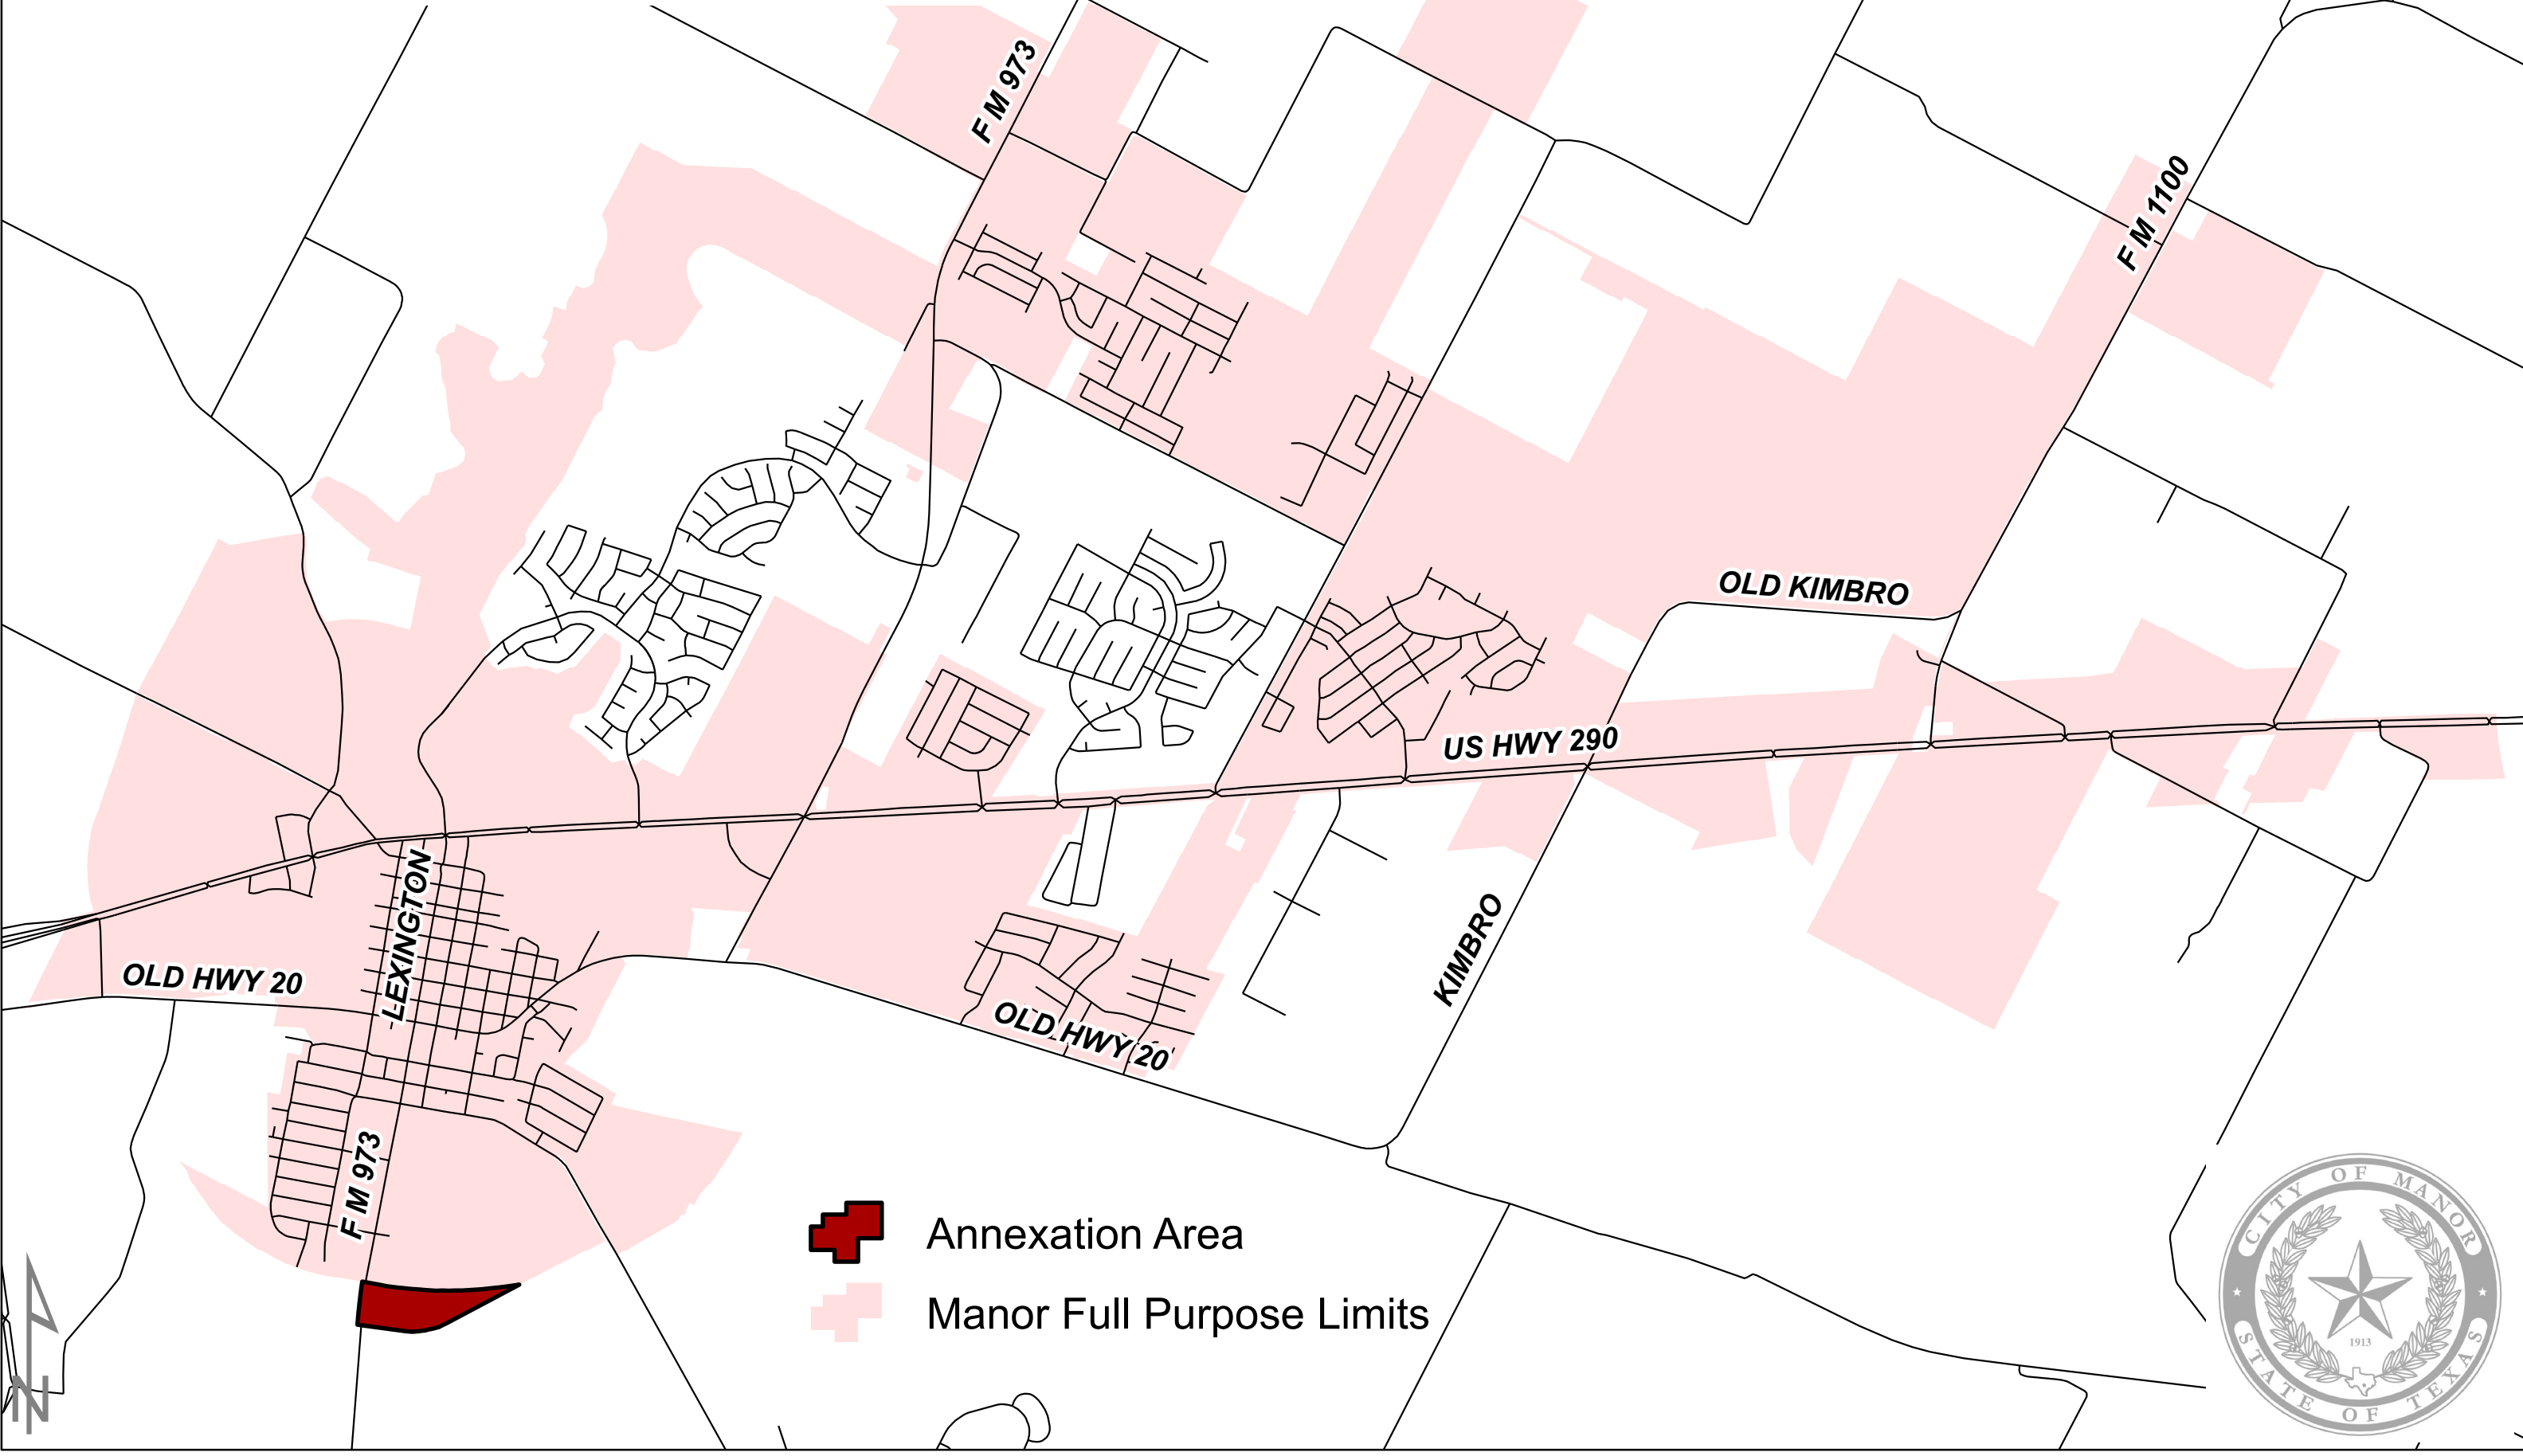 F M 973
F M 1100
OLD KIMBRO
US HWY 290
LEXINGTON
KIMBRO
OLD HWY 20
OLD HWY 20
F M 973
Annexation Area
Manor Full Purpose Limits
N
CITY OF MANOR
1913
STATE OF TEXAS